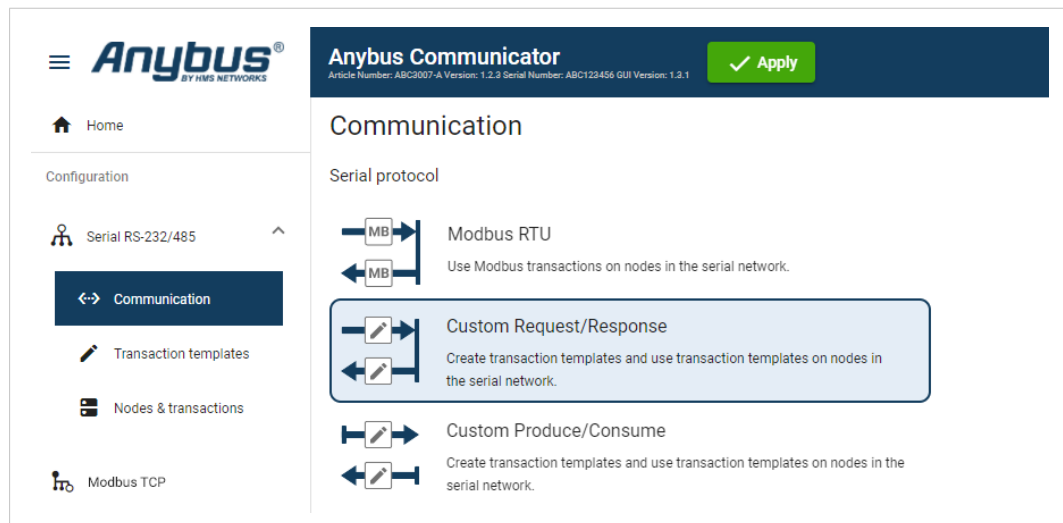 Anybus®
BY HMS NETWORKS
Anybus Communicator
Article Number: ABC3007-A Version: 1.2.3 Serial Number: ABC123456 GUI Version: 1.3.1
Apply
Home
Configuration
Serial RS-232/485
Communication
Transaction templates
Nodes & transactions
Modbus TCP
Communication
Serial protocol
MB
MB
Modbus RTU
Use Modbus transactions on nodes in the serial network.
Custom Request/Response
Create transaction templates and use transaction templates on nodes in
the serial network.
Custom Produce/Consume
Create transaction templates and use transaction templates on nodes in the
serial network.